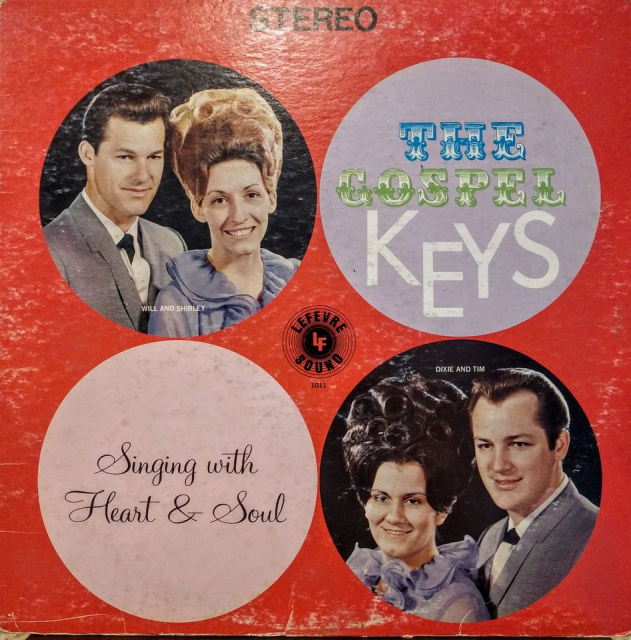 STEREO
THE
GOSPEL
KEYS
WILL AND SHIRLEY
LEFEVRE
LF
SOUND
1011
DIXIE AND TIM
Singing with
Heart & Soul